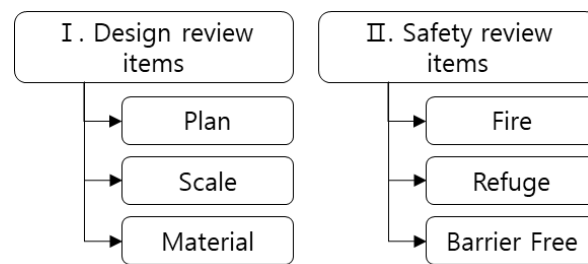 Ⅰ. Design review
items
Plan
Scale
Material
Ⅱ. Safety review
items
Fire
Refuge
Barrier Free